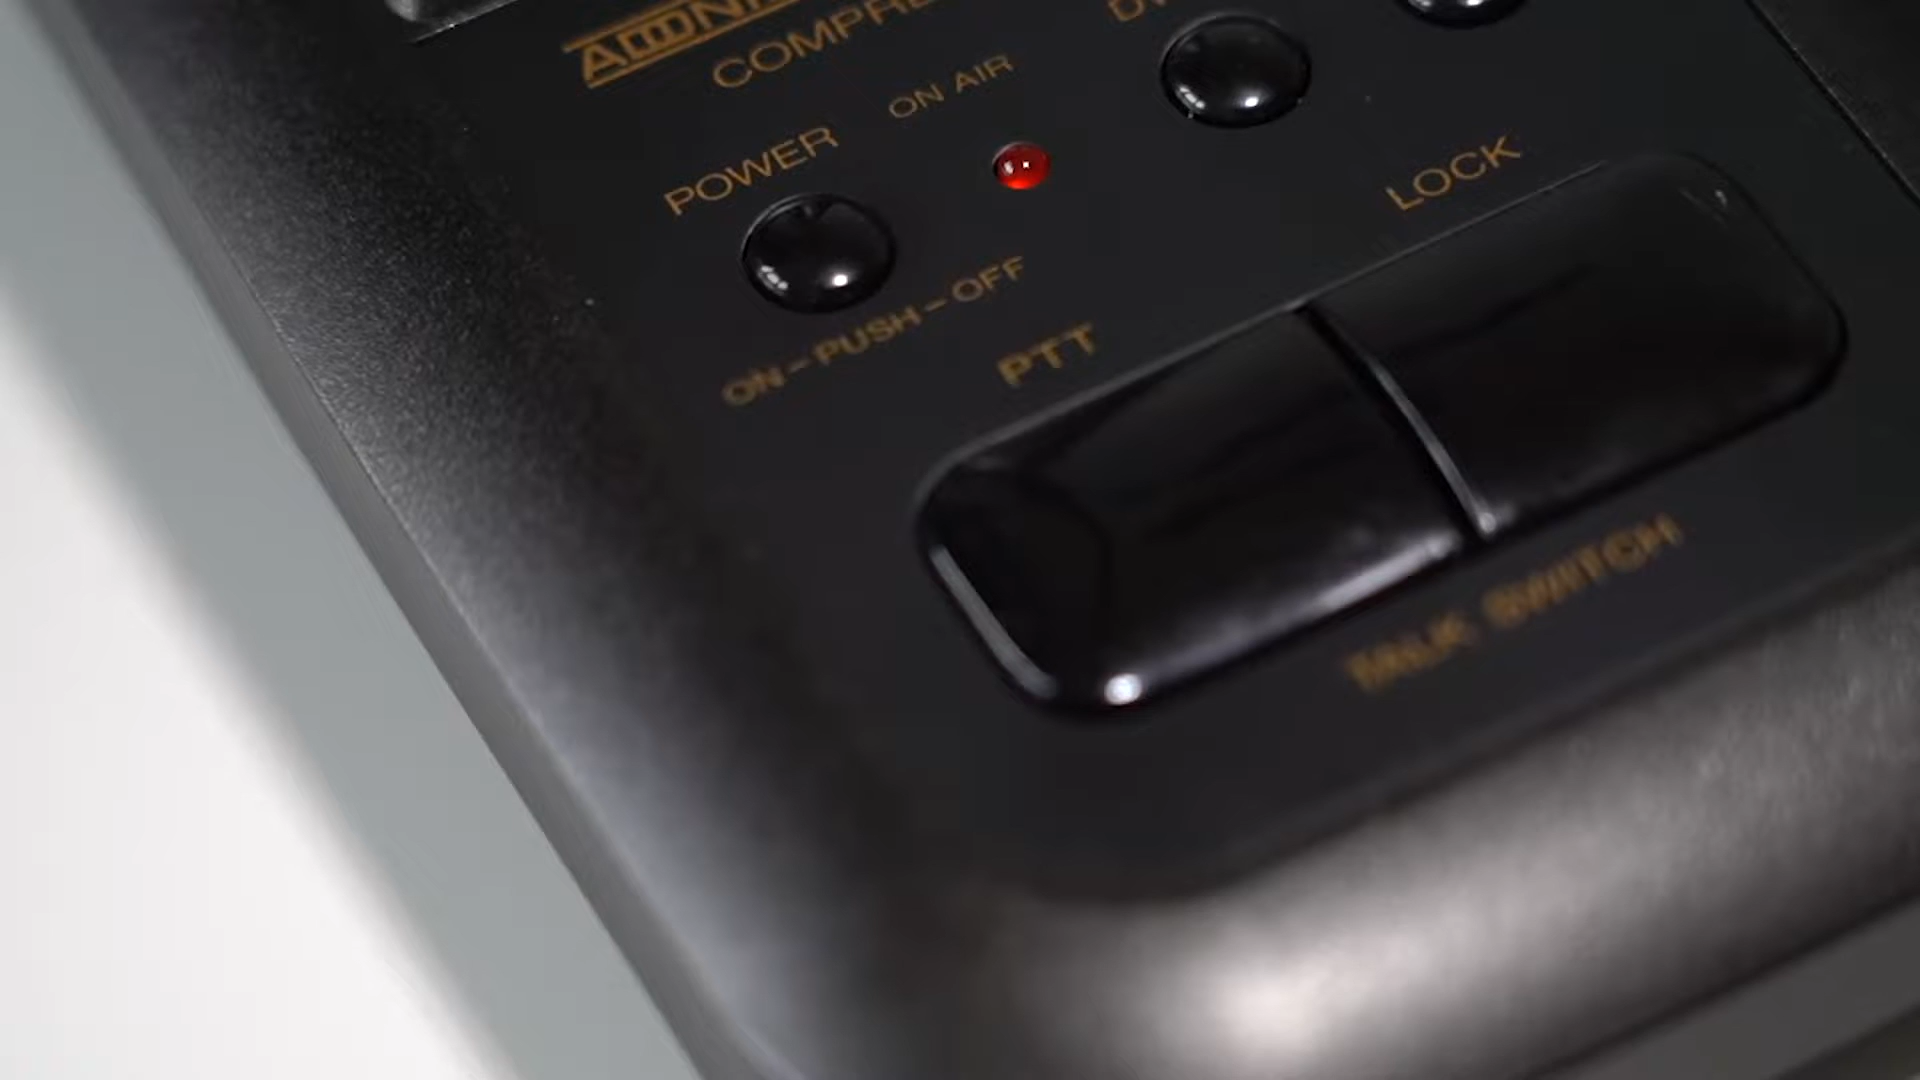 COMPRE
ON AIR
POWER
LOCK
ON-PUSH-OFF
PTT
TALK SWITCH